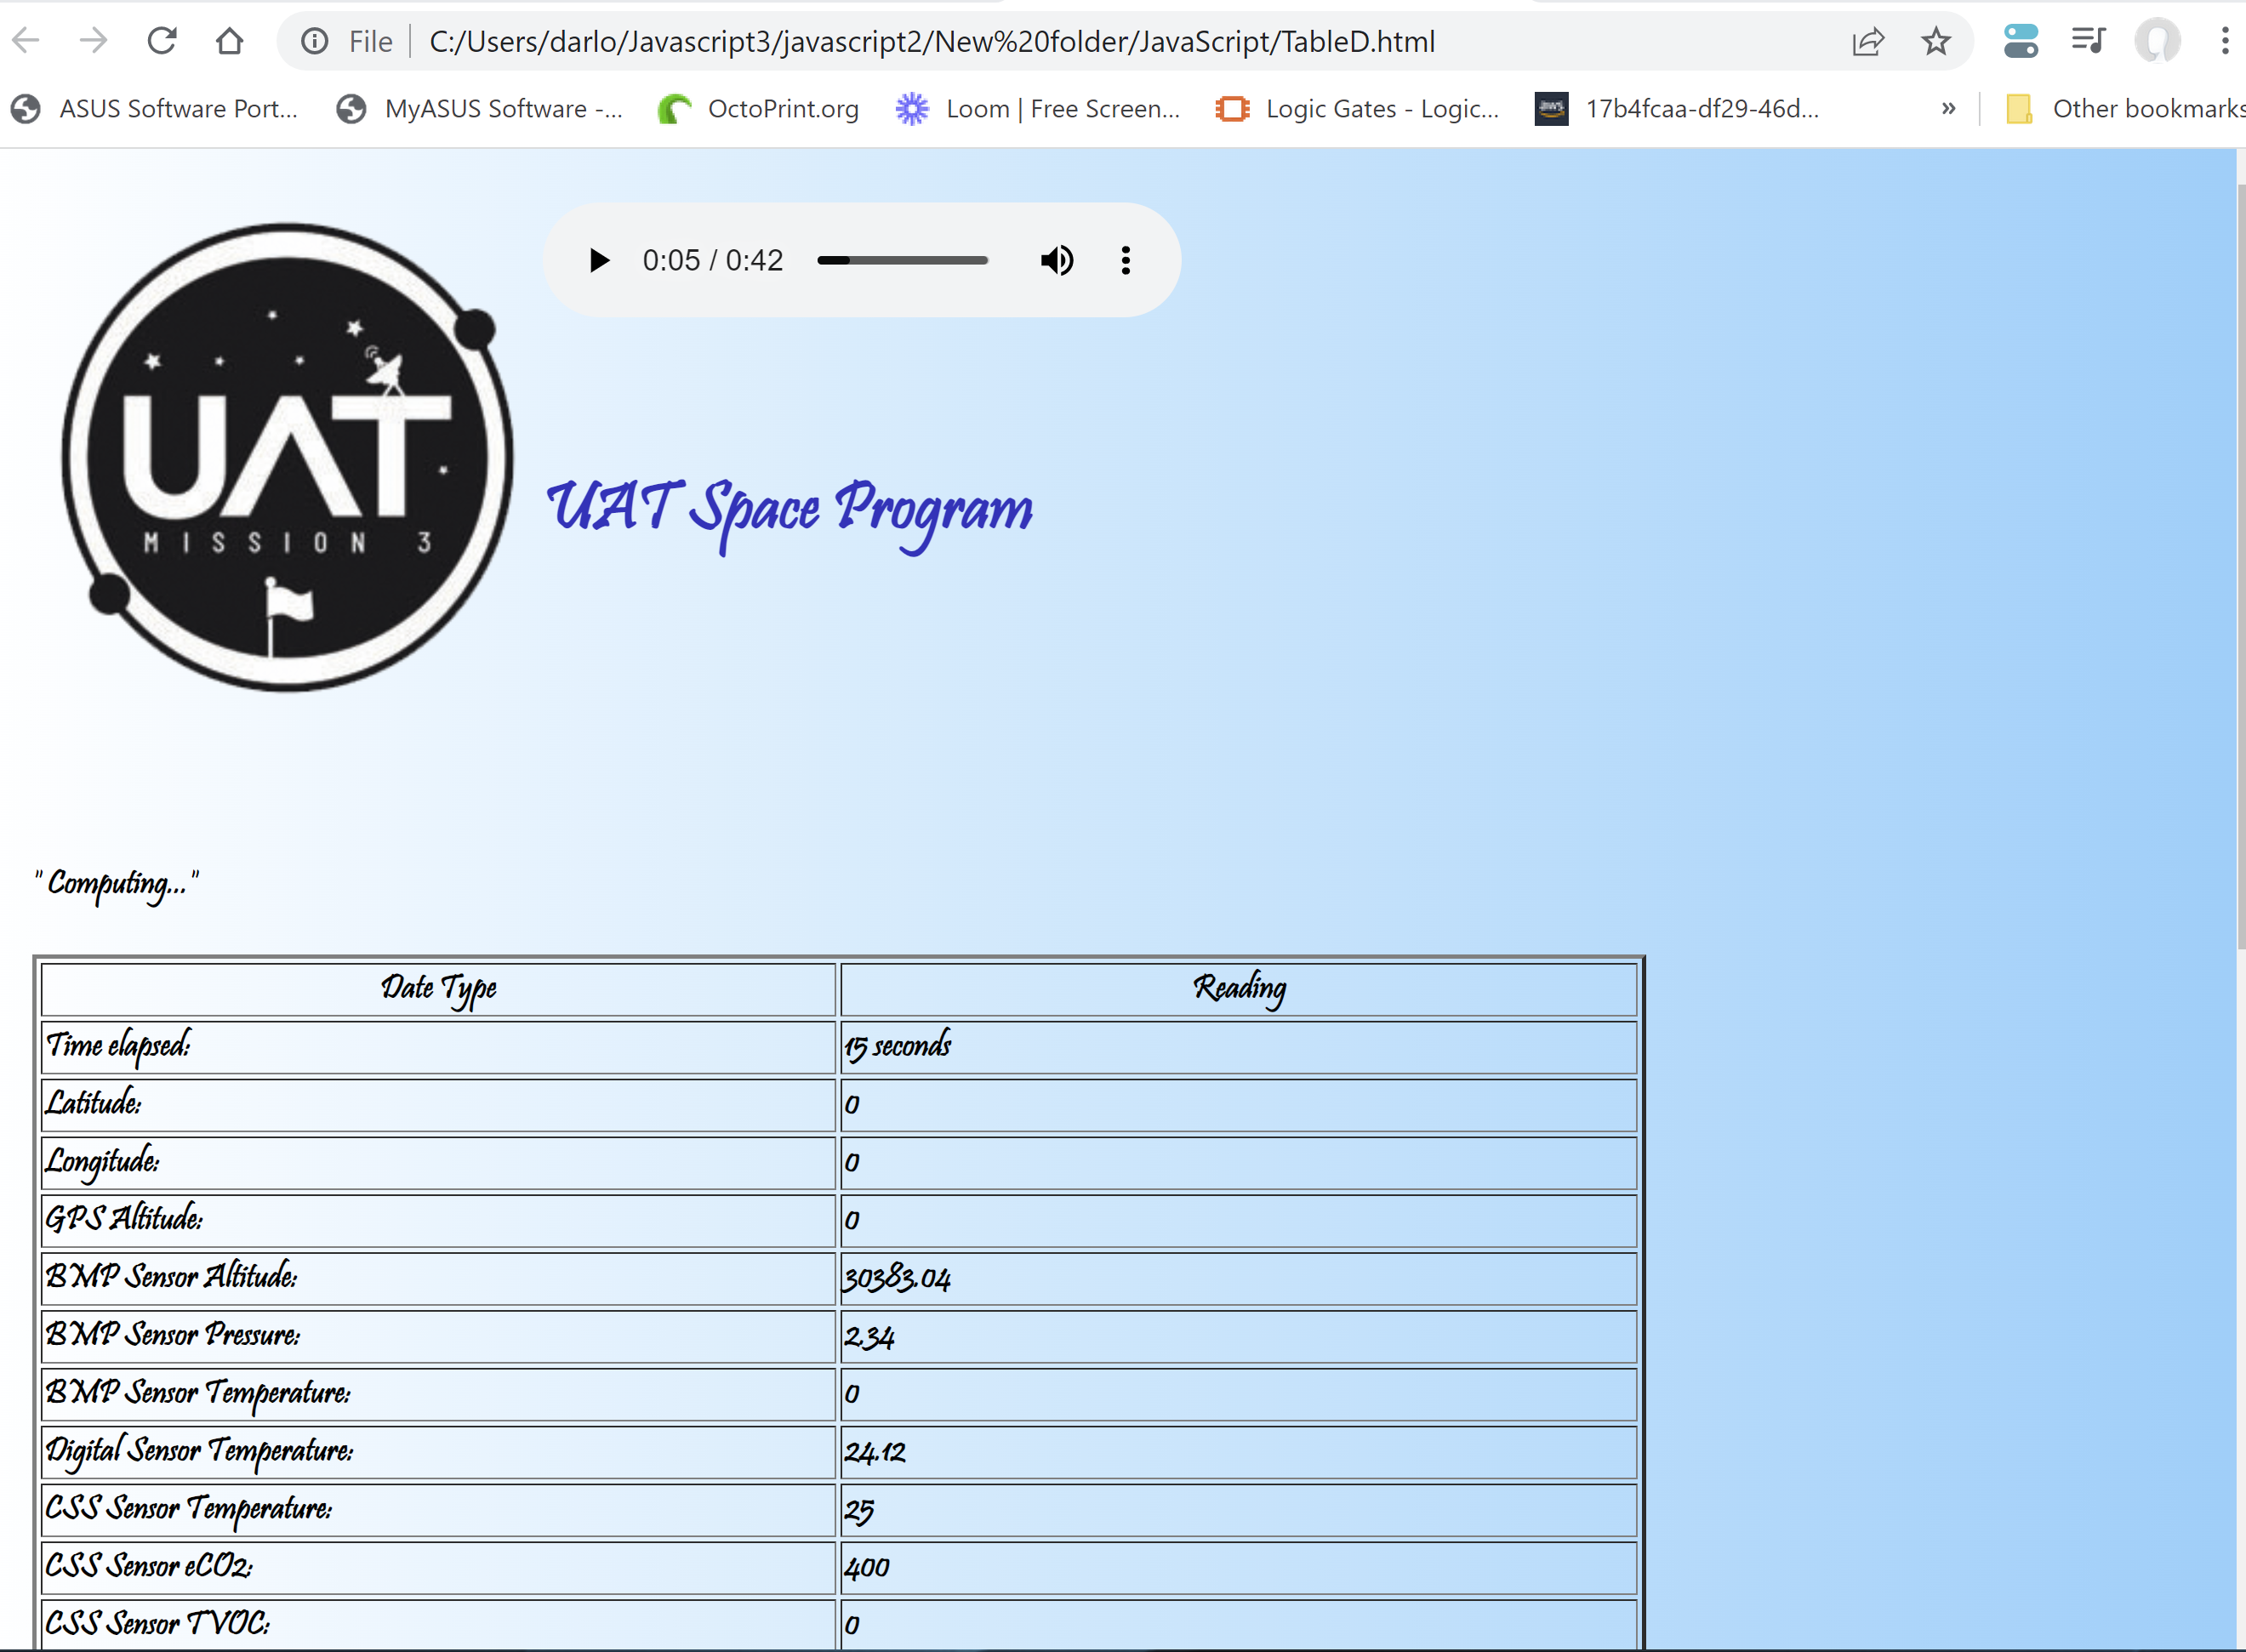 File C:/Users/darlo/Javascript3/javascript2/New%20folder/JavaScript/TableD.html
ASUS Software Port... MyASUS Software -... OctoPrint.org Loom | Free Screen... Logic Gates - Logic... 17b4fcaa-df29-46d... » Other bookmarks
0:05 / 0:42
UAT
MISSION 3
UAT Space Program
" Computing... "
Date Type Reading
Time elapsed: 15 seconds
Latitude: 0
Longitude: 0
GPS Altitude: 0
BMP Sensor Altitude: 30383.04
BMP Sensor Pressure: 2.34
BMP Sensor Temperature: 0
Digital Sensor Temperature: 24.12
CSS Sensor Temperature: 25
CSS Sensor eCO2: 400
CSS Sensor TVOC: 0